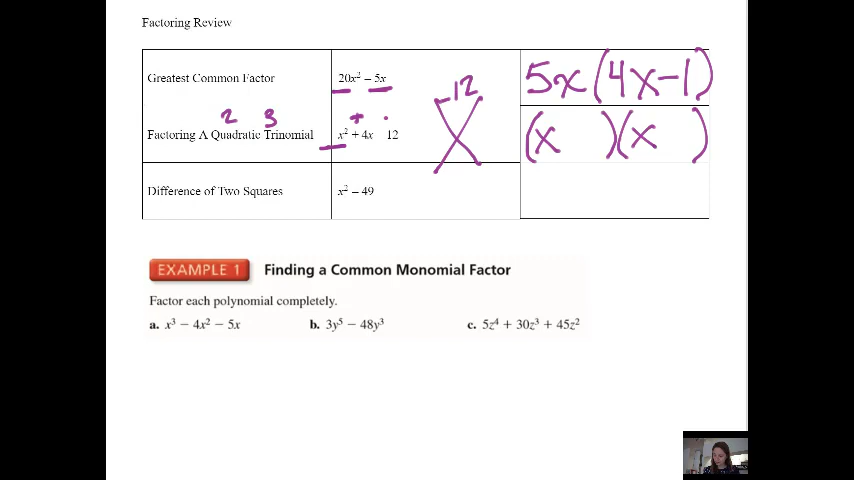 Factoring Review
Greatest Common Factor 20x² – 5x 5x(4x-1)
-12
2 3 + •
Factoring A Quadratic Trinomial x² + 4x 12 (x )(x )
Difference of Two Squares x² – 49
EXAMPLE 1 Finding a Common Monomial Factor
Factor each polynomial completely.
a. x³ − 4x² − 5x b. 3y⁵ − 48y³ c. 5z⁴ + 30z³ + 45z²